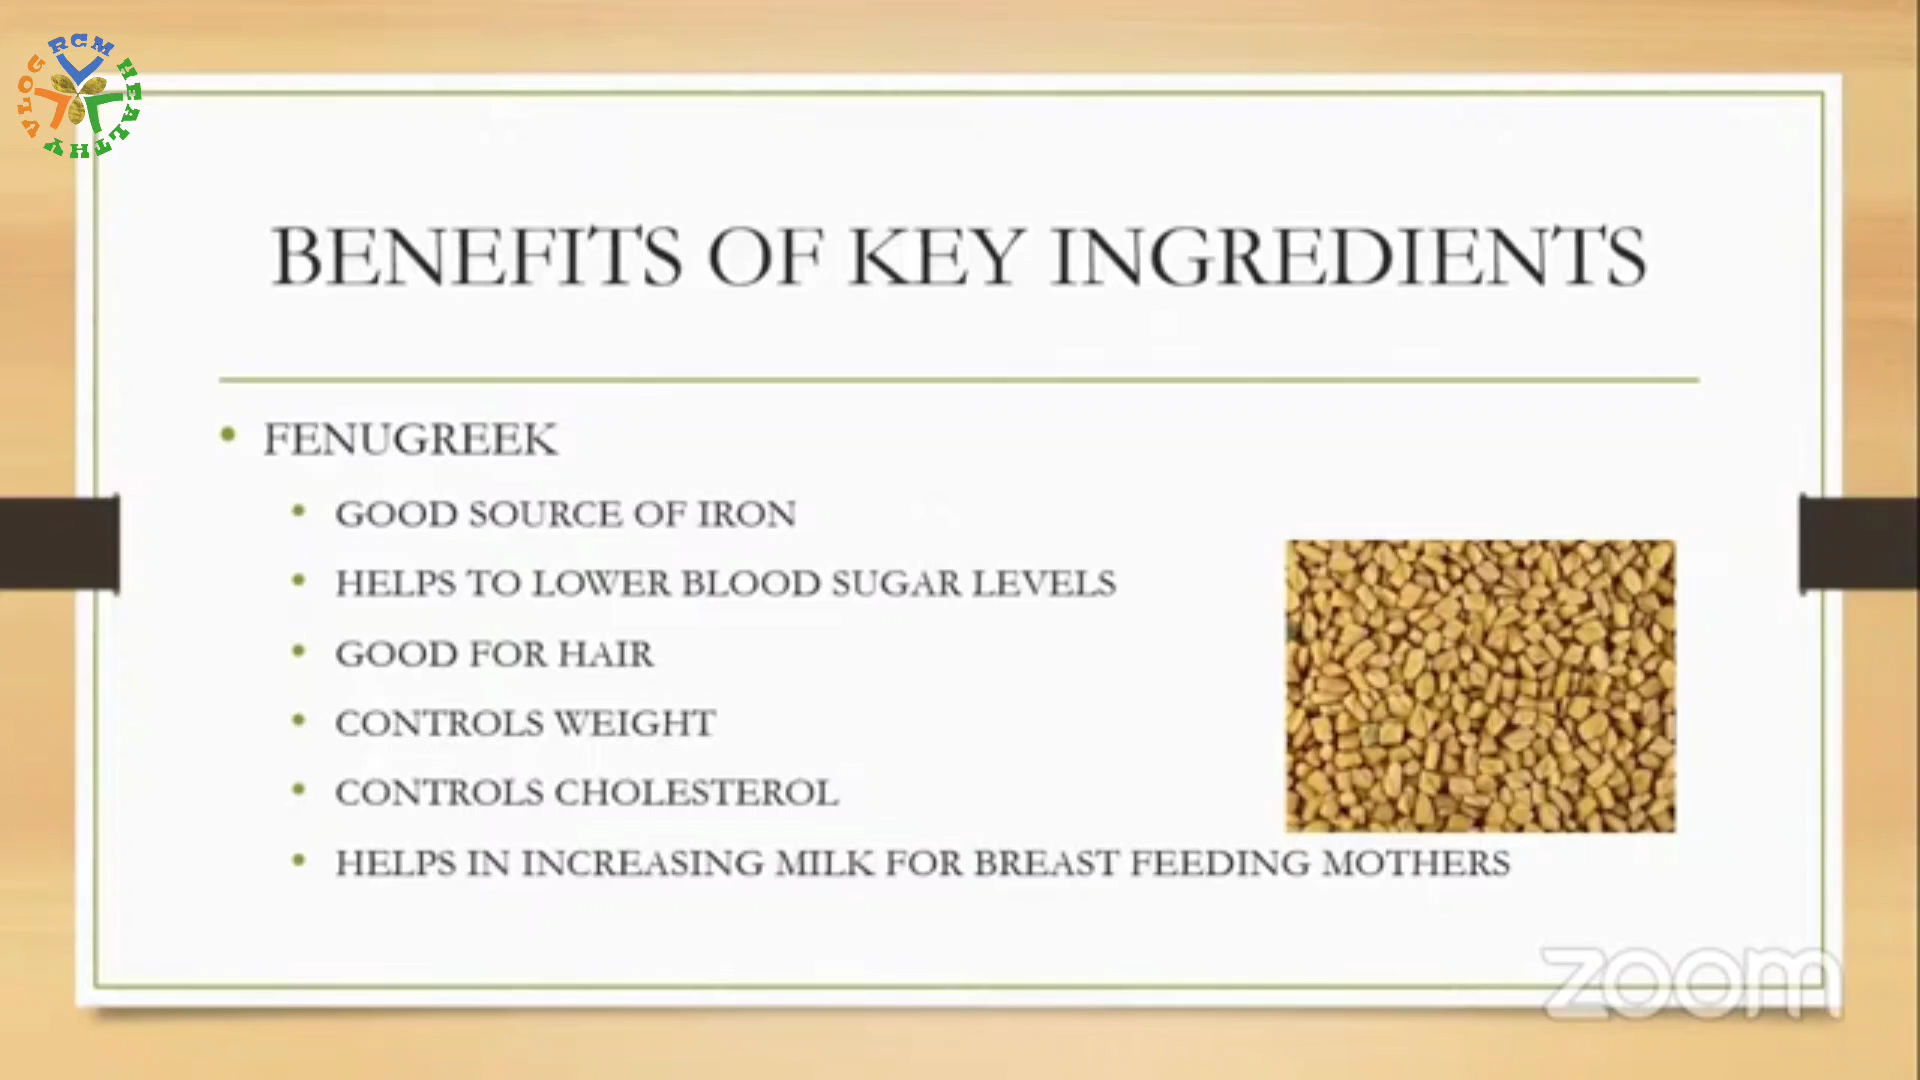 RCM HEALTHY VLOG
BENEFITS OF KEY INGREDIENTS
FENUGREEK
GOOD SOURCE OF IRON
HELPS TO LOWER BLOOD SUGAR LEVELS
GOOD FOR HAIR
CONTROLS WEIGHT
CONTROLS CHOLESTEROL
HELPS IN INCREASING MILK FOR BREAST FEEDING MOTHERS
zoom